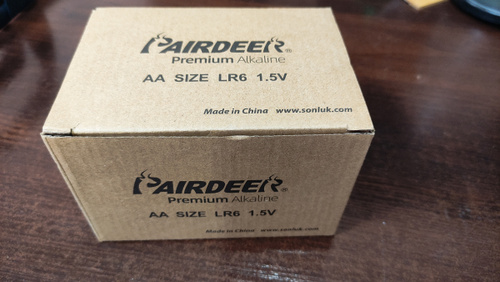 PAIRDEER®
Premium Alkaline
AA SIZE LR6 1.5V
Made in China www.sonluk.com
PAIRDEER®
Premium Alkaline
AA SIZE LR6 1.5V
Made in China www.sonluk.com